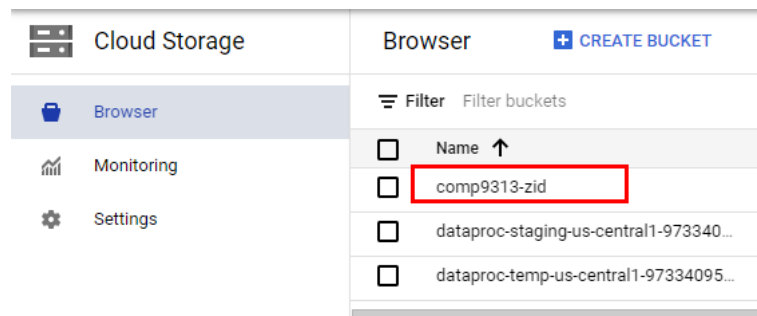 Cloud Storage
Browser
Monitoring
Settings
Browser
CREATE BUCKET
Filter Filter buckets
Name
comp9313-zid
dataproc-staging-us-central1-973340...
dataproc-temp-us-central1-97334095...